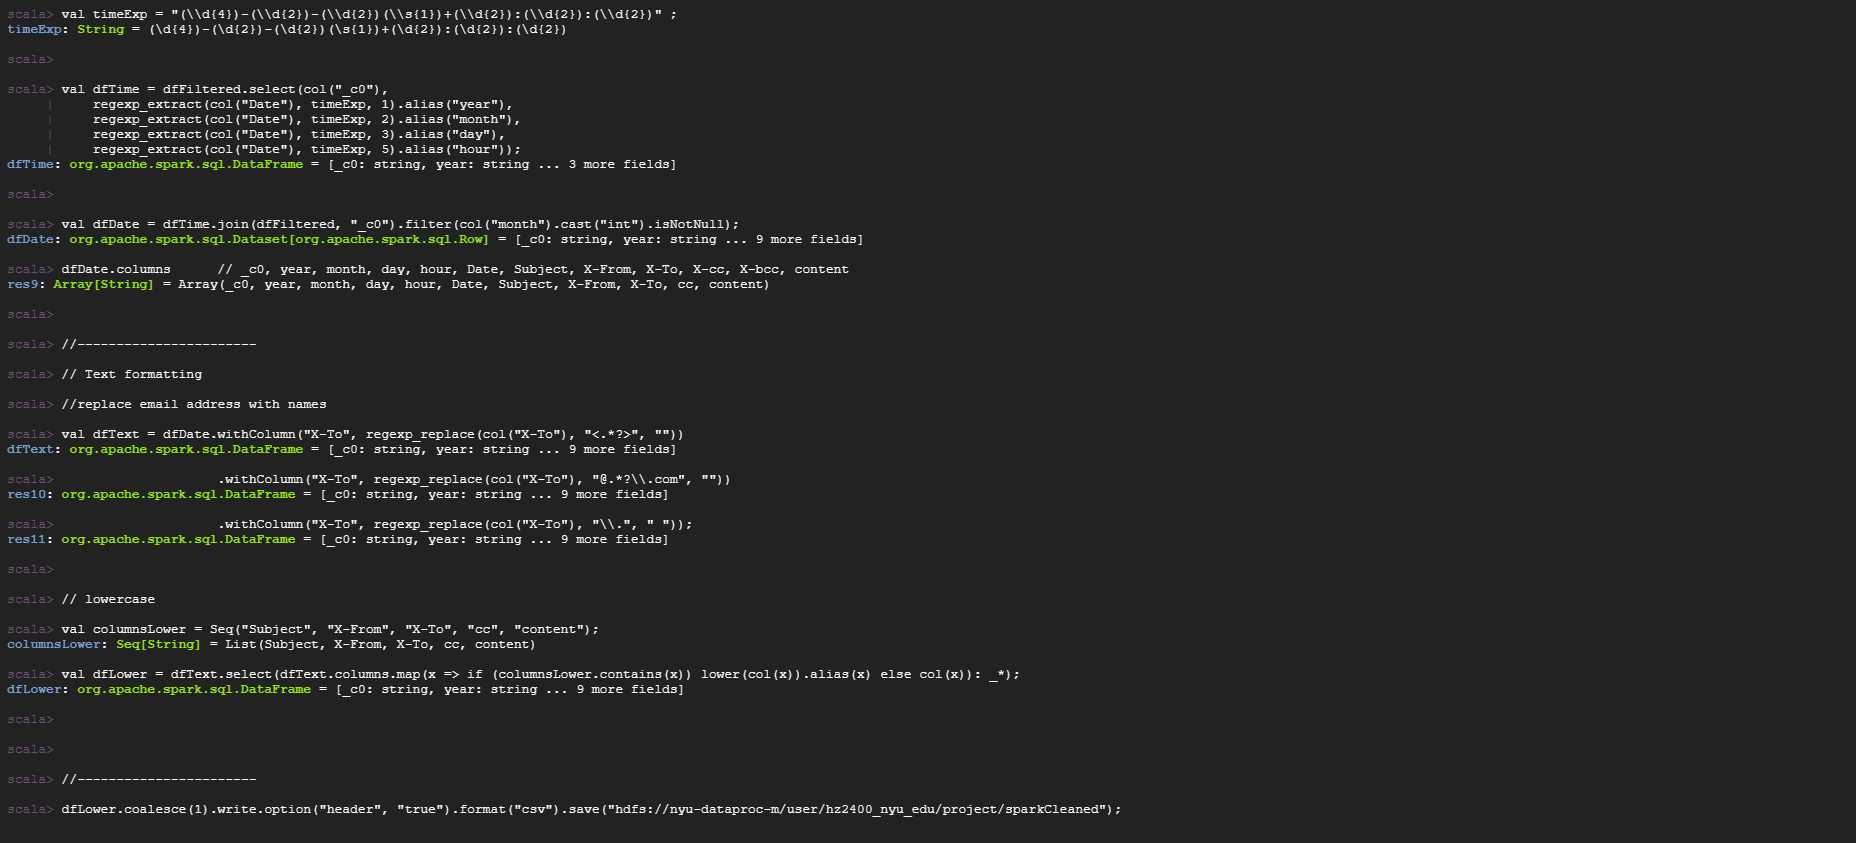 scala> val timeExp = "(\\d{4})-(\\d{2})-(\\d{2})(\\s{1})+(\\d{2}):(\\d{2}):(\\d{2})" ;
timeExp: String = (\d{4})-(\d{2})-(\d{2})(\s{1})+(\d{2}):(\d{2}):(\d{2})
scala>
scala> val dfTime = dfFiltered.select(col("_c0"),
| regexp_extract(col("Date"), timeExp, 1).alias("year"),
| regexp_extract(col("Date"), timeExp, 2).alias("month"),
| regexp_extract(col("Date"), timeExp, 3).alias("day"),
| regexp_extract(col("Date"), timeExp, 5).alias("hour"));
dfTime: org.apache.spark.sql.DataFrame = [_c0: string, year: string ... 3 more fields]
scala>
scala> val dfDate = dfTime.join(dfFiltered, "_c0").filter(col("month").cast("int").isNotNull);
dfDate: org.apache.spark.sql.Dataset[org.apache.spark.sql.Row] = [_c0: string, year: string ... 9 more fields]
scala> dfDate.columns      // _c0, year, month, day, hour, Date, Subject, X-From, X-To, X-cc, X-bcc, content
res9: Array[String] = Array(_c0, year, month, day, hour, Date, Subject, X-From, X-To, cc, content)
scala>
scala> //-----------------------
scala> // Text formatting
scala> //replace email address with names
scala> val dfText = dfDate.withColumn("X-To", regexp_replace(col("X-To"), "<.*?>", ""))
dfText: org.apache.spark.sql.DataFrame = [_c0: string, year: string ... 9 more fields]
scala>                     .withColumn("X-To", regexp_replace(col("X-To"), "@.*?\\.com", ""))
res10: org.apache.spark.sql.DataFrame = [_c0: string, year: string ... 9 more fields]
scala>                     .withColumn("X-To", regexp_replace(col("X-To"), "\\.", " "));
res11: org.apache.spark.sql.DataFrame = [_c0: string, year: string ... 9 more fields]
scala>
scala> // lowercase
scala> val columnsLower = Seq("Subject", "X-From", "X-To", "cc", "content");
columnsLower: Seq[String] = List(Subject, X-From, X-To, cc, content)
scala> val dfLower = dfText.select(dfText.columns.map(x => if (columnsLower.contains(x)) lower(col(x)).alias(x) else col(x)): _*);
dfLower: org.apache.spark.sql.DataFrame = [_c0: string, year: string ... 9 more fields]
scala>
scala>
scala> //-----------------------
scala> dfLower.coalesce(1).write.option("header", "true").format("csv").save("hdfs://nyu-dataproc-m/user/hz2400_nyu_edu/project/sparkCleaned");